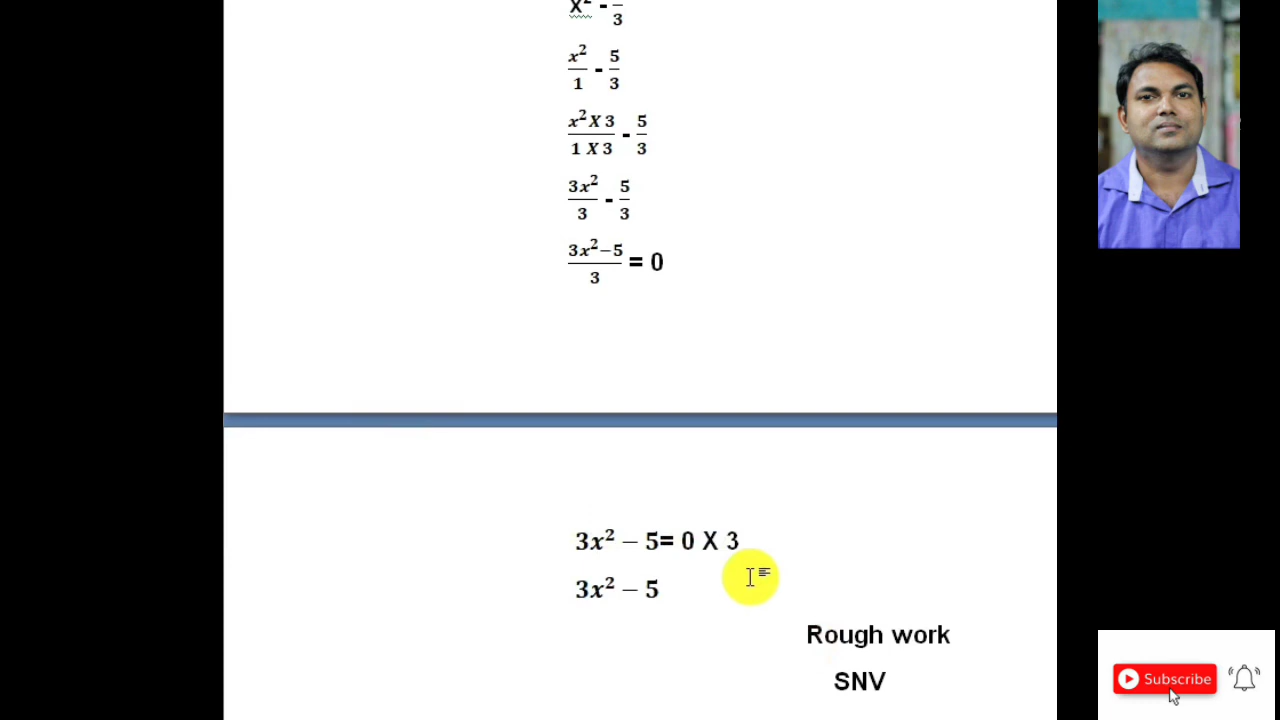 x² - /3
x²/1 - 5/3
x² X 3/1 X 3 - 5/3
3x²/3 - 5/3
3x²−5/3 = 0
3x² − 5= 0 X 3
3x² − 5
Rough work
SNV
Subscribe